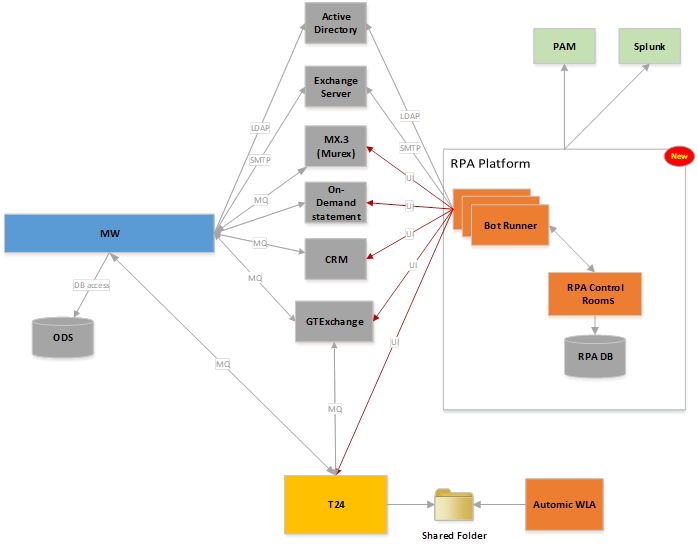 Active
Directory
PAM
Splunk
Exchange
Server
LDAP
LDAP
MX.3
(Murex)
SMTP
SMTP
RPA Platform
New
UI
On-
Demand
statement
MQ
UI
Bot Runner
MW
MQ
CRM
UI
UI
MQ
DB access
RPA Control
Rooms
GTExchange
ODS
UI
RPA DB
MQ
MQ
T24
Shared Folder
Automic WLA